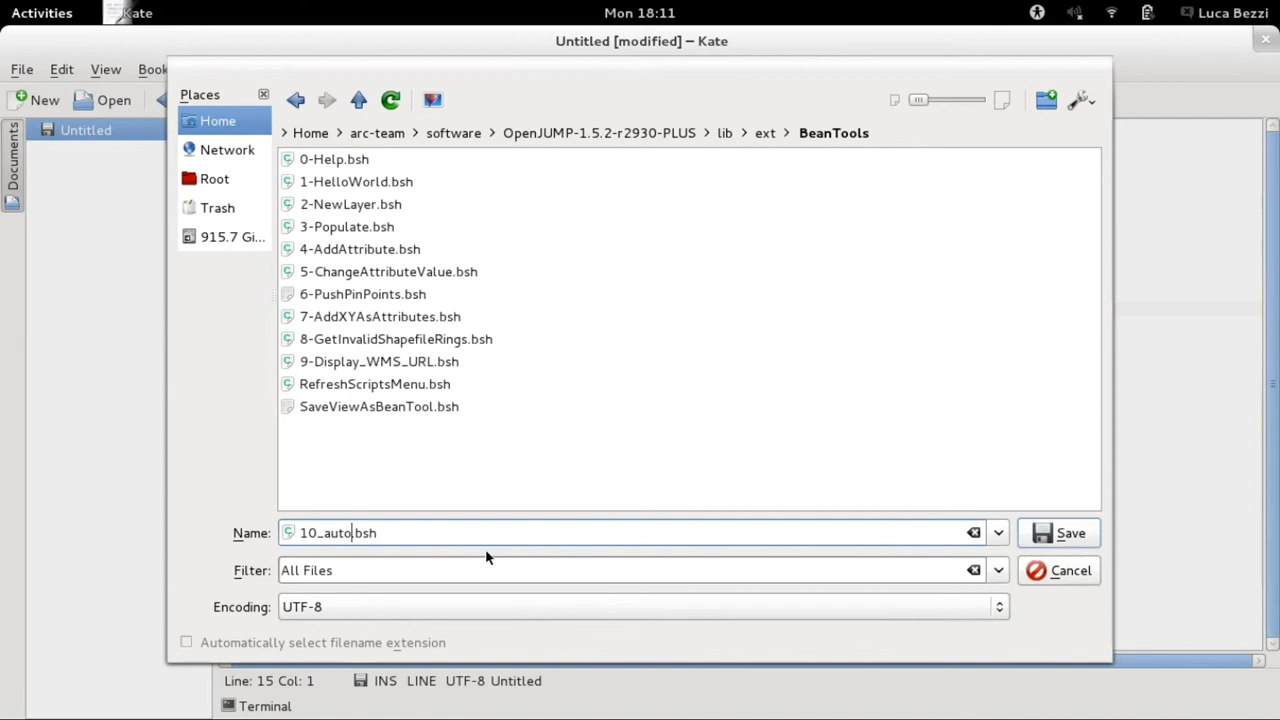 Activities Kate Mon 18:11 Luca Bezzi
Untitled [modified] – Kate
File Edit View Book
New Open
Documents
Untitled
Places
Home
Network
Root
Trash
915.7 Gi...
> Home > arc-team > software > OpenJUMP-1.5.2-r2930-PLUS > lib > ext > BeanTools
0-Help.bsh
1-HelloWorld.bsh
2-NewLayer.bsh
3-Populate.bsh
4-AddAttribute.bsh
5-ChangeAttributeValue.bsh
6-PushPinPoints.bsh
7-AddXYAsAttributes.bsh
8-GetInvalidShapefileRings.bsh
9-Display_WMS_URL.bsh
RefreshScriptsMenu.bsh
SaveViewAsBeanTool.bsh
Name: 10_auto.bsh Save
Filter: All Files Cancel
Encoding: UTF-8
Automatically select filename extension
Line: 15 Col: 1 INS LINE UTF-8 Untitled
Terminal